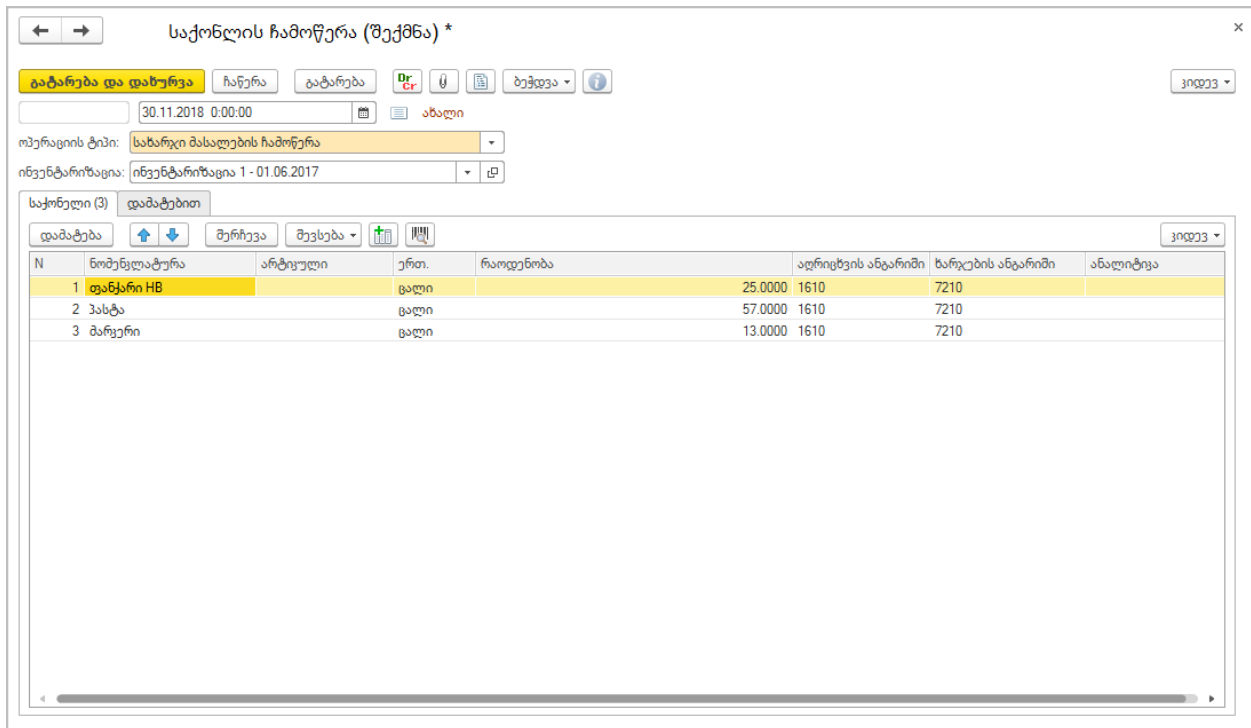 საქონლის ჩამოწერა (შექმნა) *
გატარება და დახურვა ჩაწერა გატარება Dr Cr ბეჭდვა კიდევ
30.11.2018 0:00:00 ახალი
ოპერაციის ტიპი: სახარჯი მასალების ჩამოწერა
ინვენტარიზაცია: ინვენტარიზაცია 1 - 01.06.2017
საქონელი (3) დამატებით
დამატება შერჩევა შევსება კიდევ
N ნომენკლატურა არტიკული ერთ. რაოდენობა აღრიცხვის ანგარიში ხარჯების ანგარიში ანალიტიკა
1 ფანქარი HB ცალი 25.0000 1610 7210
2 პასტა ცალი 57.0000 1610 7210
3 მარკერი ცალი 13.0000 1610 7210